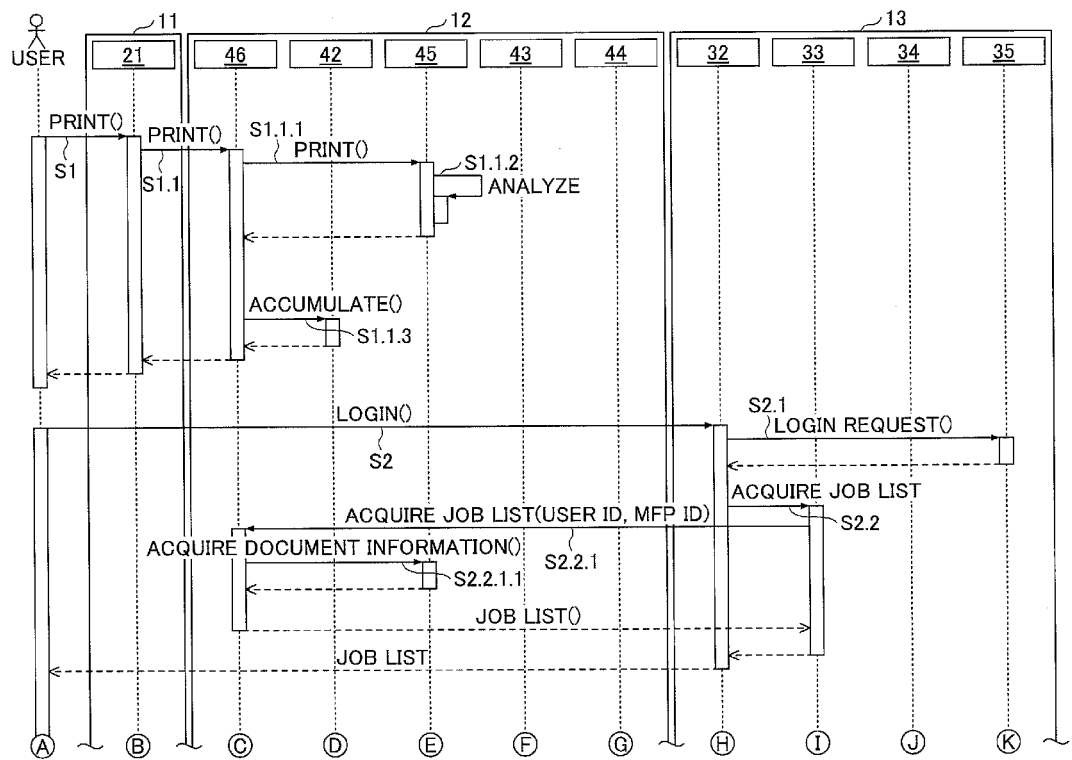 11
12
13
USER
21
46
42
45
43
44
32
33
34
35
PRINT()
S1
PRINT()
S1.1
S1.1.1
PRINT()
S1.1.2
ANALYZE
ACCUMULATE()
S1.1.3
LOGIN()
S2
S2.1
LOGIN REQUEST()
ACQUIRE JOB LIST
S2.2
ACQUIRE JOB LIST(USER ID, MFP ID)
S2.2.1
ACQUIRE DOCUMENT INFORMATION()
S2.2.1.1
JOB LIST()
JOB LIST
A B C D E F G H I J K